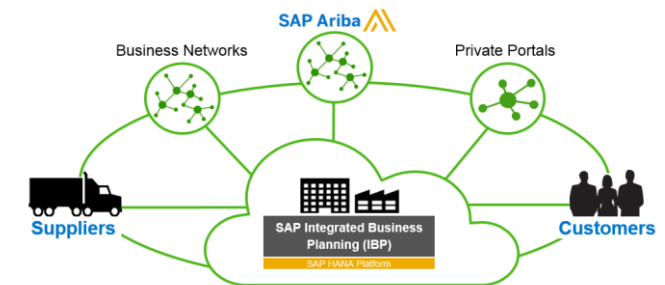 SAP Ariba
Business Networks
Private Portals
Suppliers
Customers
SAP Integrated Business
Planning (IBP)
SAP HANA Platform